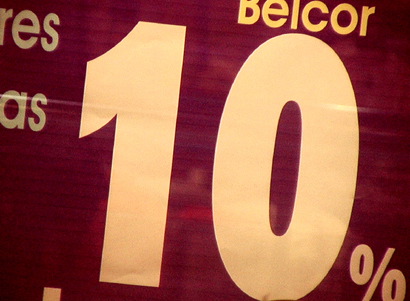 Belcor
res
as
10%